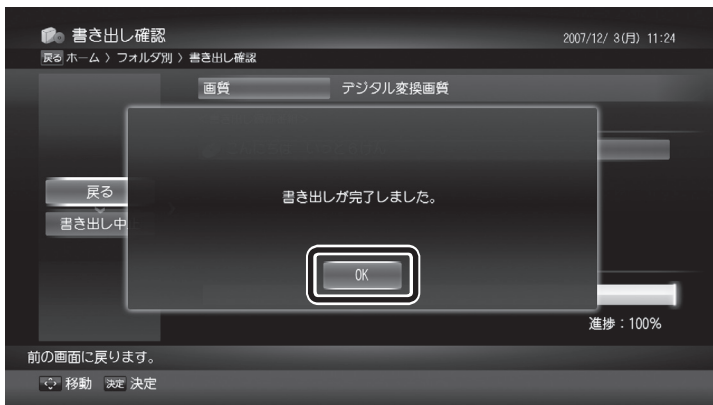 書き出し確認
2007/12/ 3(月) 11:24
戻る ホーム 〉 フォルダ別 〉 書き出し確認
画質 デジタル変換画質
書き出しが完了しました。
戻る
書き出し中
OK
進捗：100%
前の画面に戻ります。
移動 決定 決定